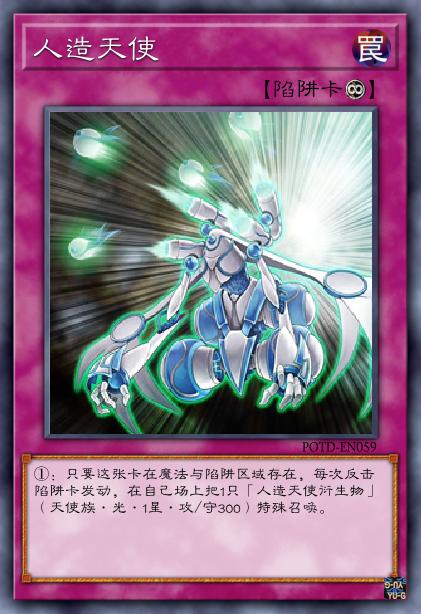 人造天使
罠
【陷阱卡♾】
POTD-EN059
①：只要这张卡在魔法与陷阱区域存在，每次反击
陷阱卡发动，在自己场上把1只「人造天使衍生物」
（天使族·光·1星·攻/守300）特殊召唤。